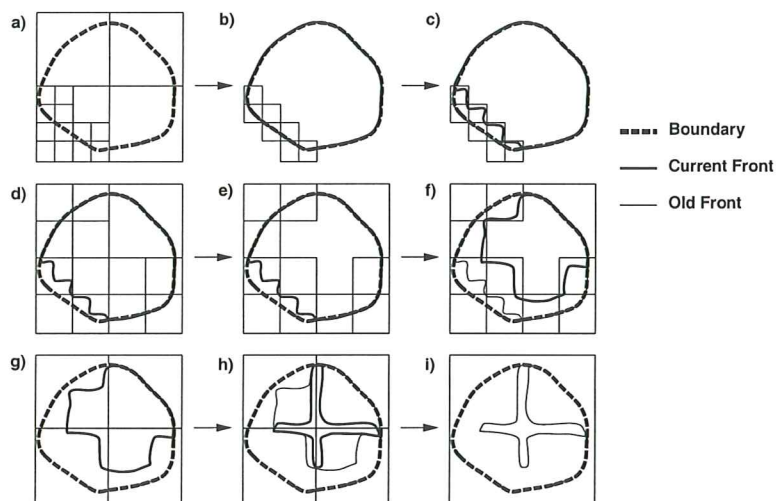 a)
b)
c)
Boundary
Current Front
Old Front
d)
e)
f)
g)
h)
i)